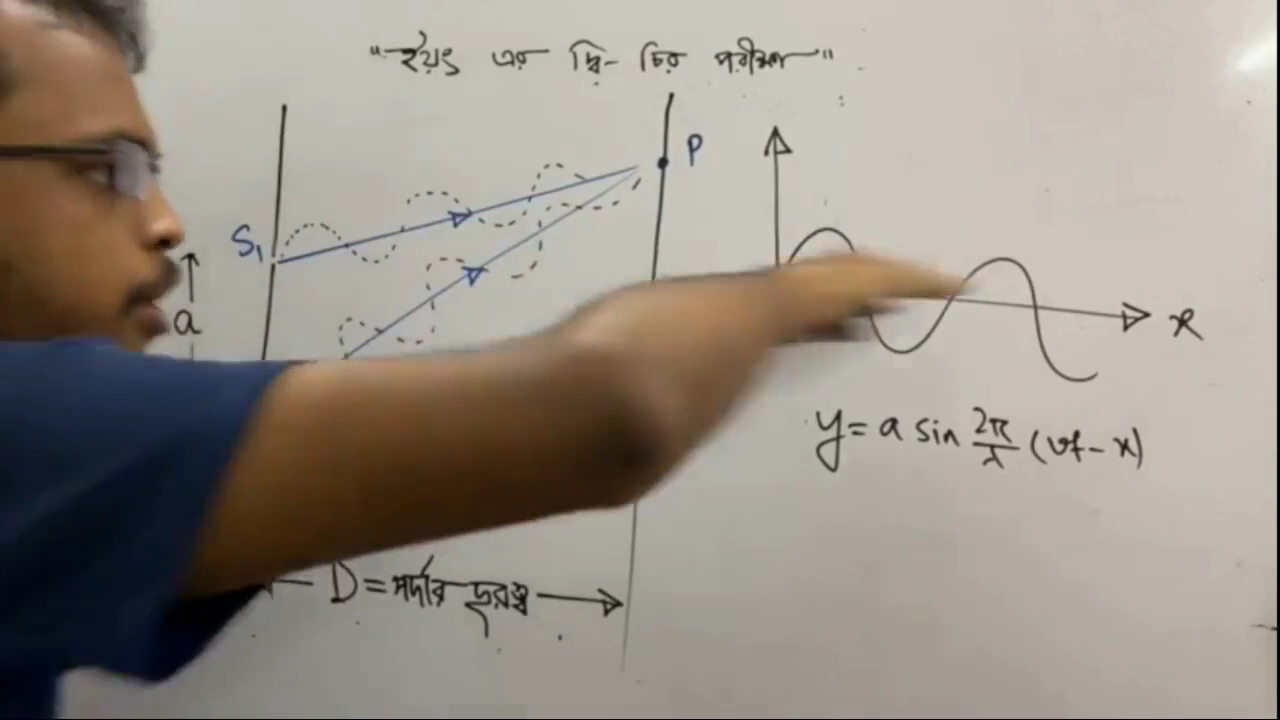 "ইয়ং এর দ্বি-চির পরীক্ষা"
P
S₁
a
x
y = a sin 2π/λ (vt - x)
D = পর্দার দূরত্ব